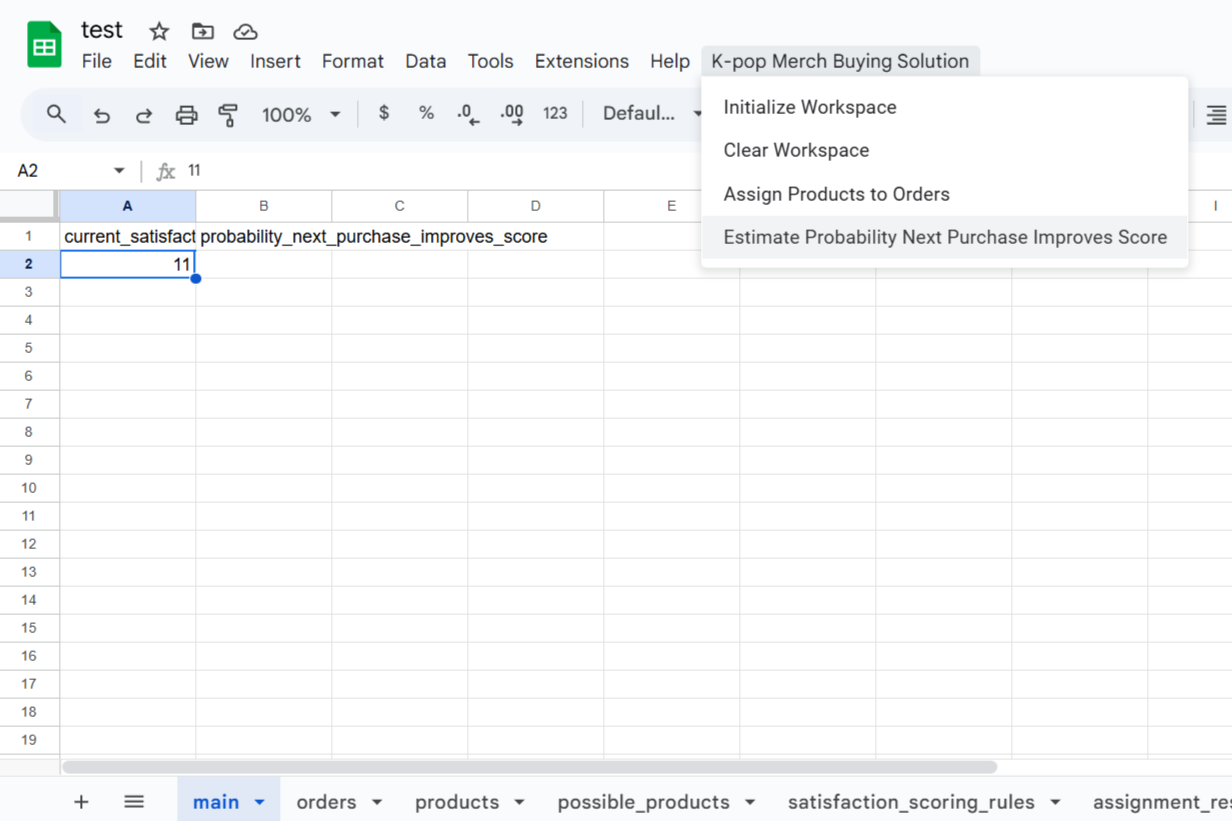 test
File Edit View Insert Format Data Tools Extensions Help K-pop Merch Buying Solution
Initialize Workspace
Clear Workspace
Assign Products to Orders
Estimate Probability Next Purchase Improves Score
100% $ % .0 .00 123 Defaul...
A2 fx 11
A B C D E I
1 current_satisfact probability_next_purchase_improves_score
2 11
3
4
5
6
7
8
9
10
11
12
13
14
15
16
17
18
19
main orders products possible_products satisfaction_scoring_rules assignment_res